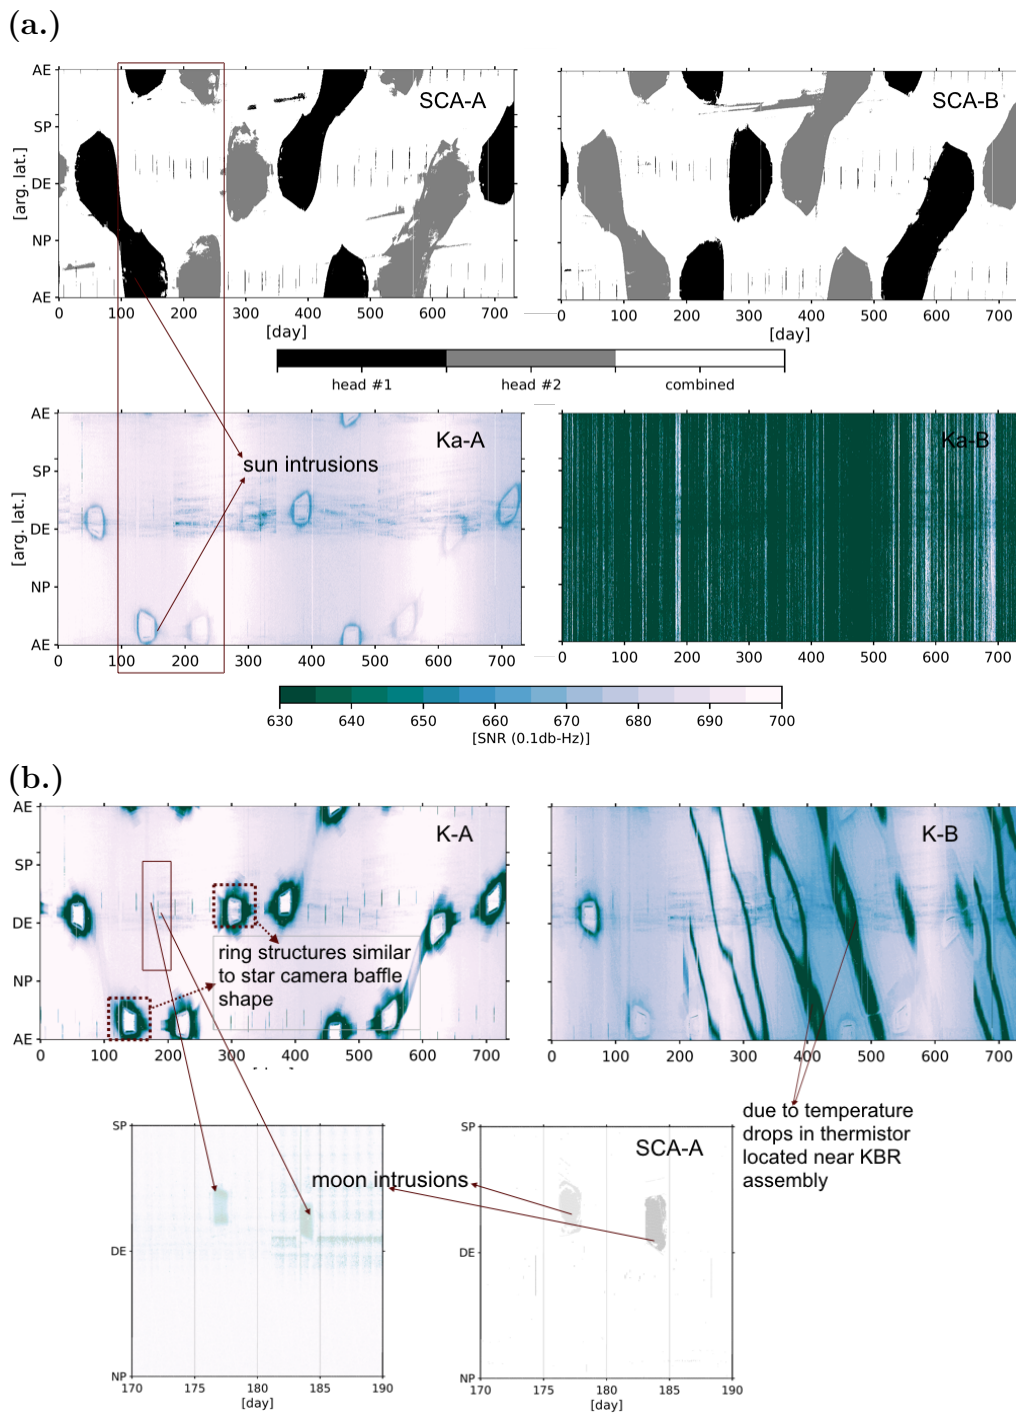 (a.)
AE
SP
DE
NP
AE
[arg. lat.]
SCA-A
0 100 200 300 400 500 600 700
[day]
SCA-B
0 100 200 300 400 500 600 700
[day]
head #1 head #2 combined
AE
SP
DE
NP
AE
[arg. lat.]
Ka-A
sun intrusions
0 100 200 300 400 500 600 700
Ka-B
0 100 200 300 400 500 600 700
630 640 650 660 670 680 690 700
[SNR (0.1db-Hz)]
(b.)
AE
SP
DE
NP
AE
K-A
ring structures similar
to star camera baffle
shape
0 100 200 300 400 500 600 700
K-B
0 100 200 300 400 500 600 700
due to temperature
drops in thermistor
located near KBR
assembly
SP
DE
NP
moon intrusions
170 175 180 185 190
[day]
SP
DE
NP
SCA-A
170 175 180 185 190
[day]